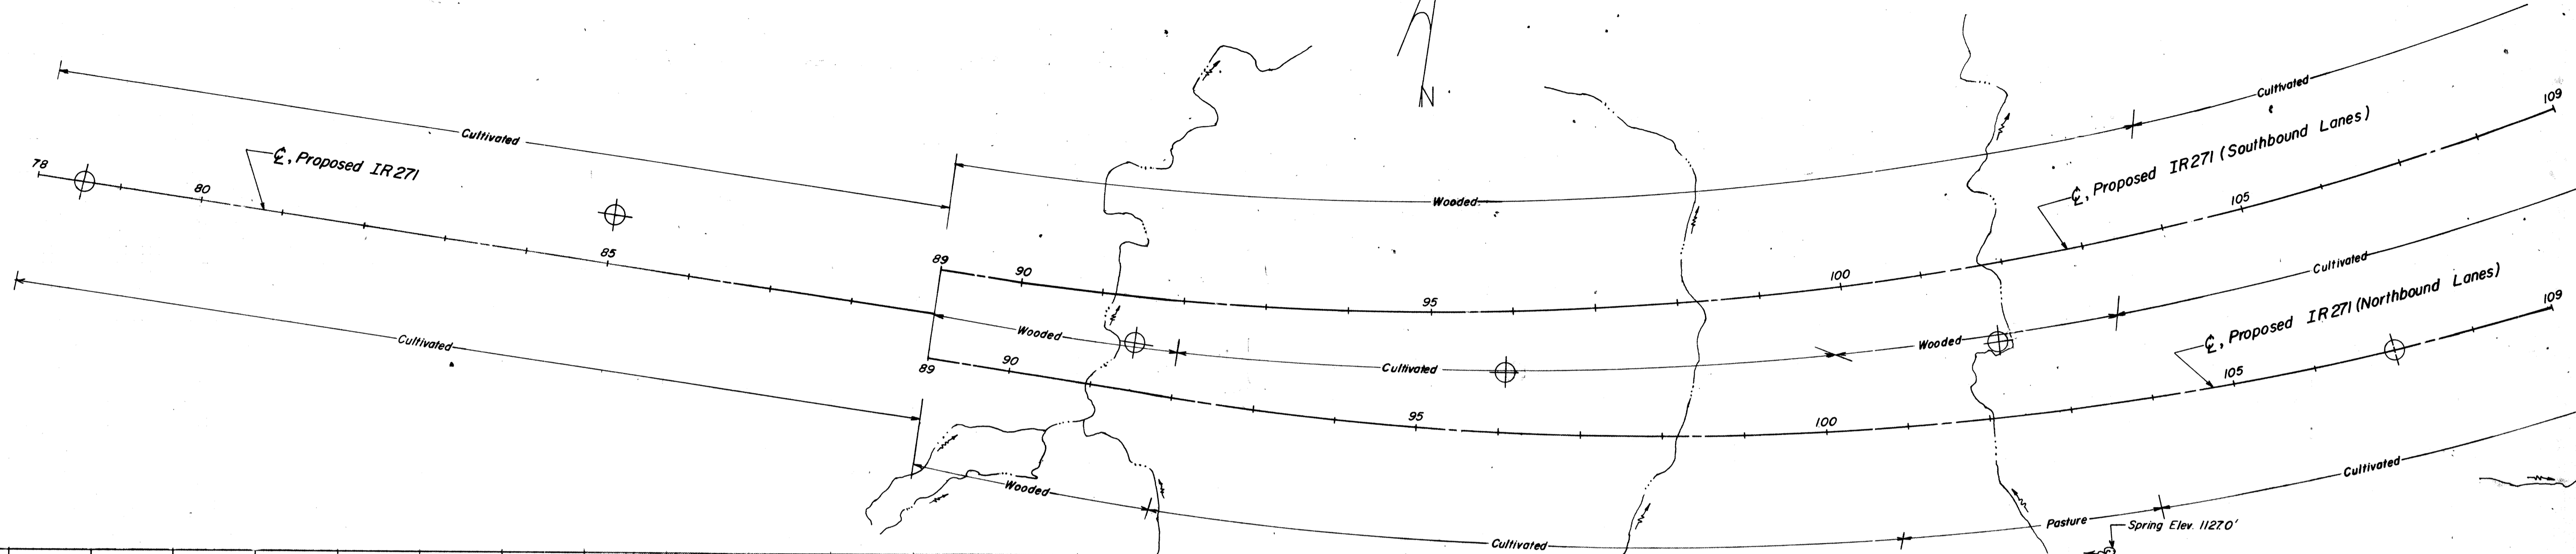 N
Cultivated
Cultivated
109
℄, Proposed IR 271 (Southbound Lanes)
78
80
℄, Proposed IR 271
Wooded
105
85
89
90
95
100
Cultivated
109
℄, Proposed IR 271 (Northbound Lanes)
Cultivated
Wooded
Cultivated
Wooded
89
90
95
100
105
Wooded
Cultivated
Pasture
Cultivated
Spring Elev. 1127.0'